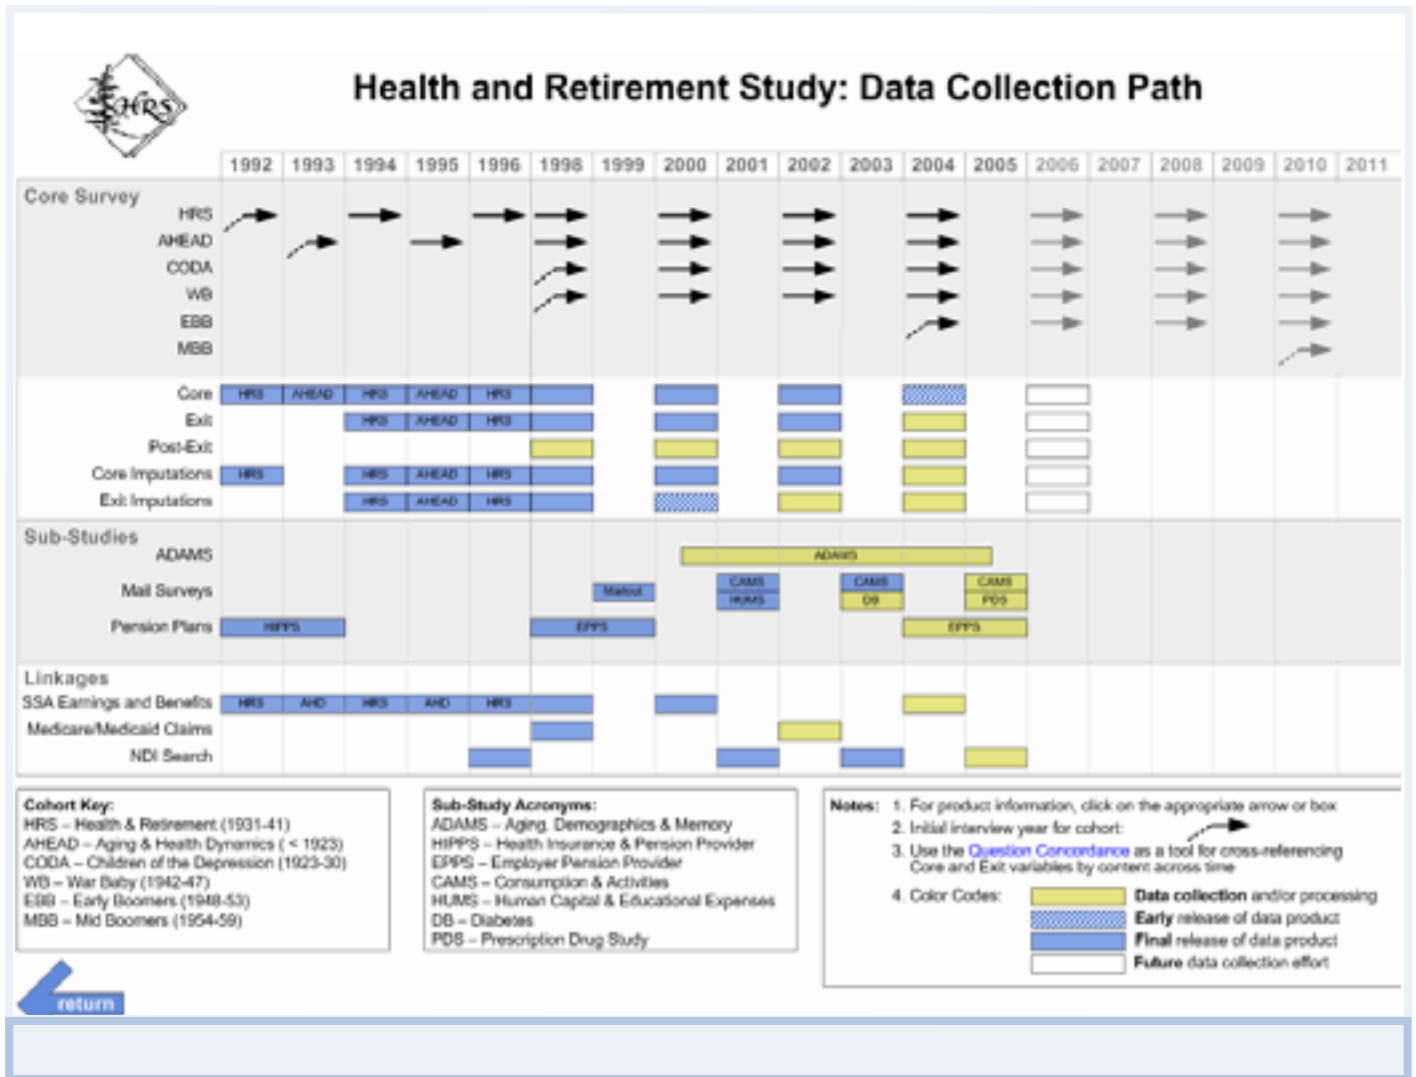 HRS
Health and Retirement Study: Data Collection Path
1992 1993 1994 1995 1996 1998 1999 2000 2001 2002 2003 2004 2005 2006 2007 2008 2009 2010 2011
Core Survey
HRS
AHEAD
CODA
WB
EBB
MBB
Core HRS AHEAD HRS AHEAD HRS
Exit HRS AHEAD HRS
Post-Exit
Core Imputations HRS HRS AHEAD HRS
Exit Imputations HRS AHEAD HRS
Sub-Studies
ADAMS ADAMS
CAMS CAMS CAMS
Mail Surveys Mailout
HUMS DB PDS
Pension Plans HIPPS EPPS EPPS
Linkages
SSA Earnings and Benefits HRS AHD HRS AHD HRS
Medicare/Medicaid Claims
NDI Search
Cohort Key:
HRS – Health & Retirement (1931-41)
AHEAD – Aging & Health Dynamics ( < 1923)
CODA – Children of the Depression (1923-30)
WB – War Baby (1942-47)
EBB – Early Boomers (1948-53)
MBB – Mid Boomers (1954-59)
Sub-Study Acronyms:
ADAMS – Aging, Demographics & Memory
HIPPS – Health Insurance & Pension Provider
EPPS – Employer Pension Provider
CAMS – Consumption & Activities
HUMS – Human Capital & Educational Expenses
DB – Diabetes
PDS – Prescription Drug Study
Notes: 1. For product information, click on the appropriate arrow or box
2. Initial interview year for cohort:
3. Use the Question Concordance as a tool for cross-referencing
Core and Exit variables by content across time
4. Color Codes:
Data collection and/or processing
Early release of data product
Final release of data product
Future data collection effort
return